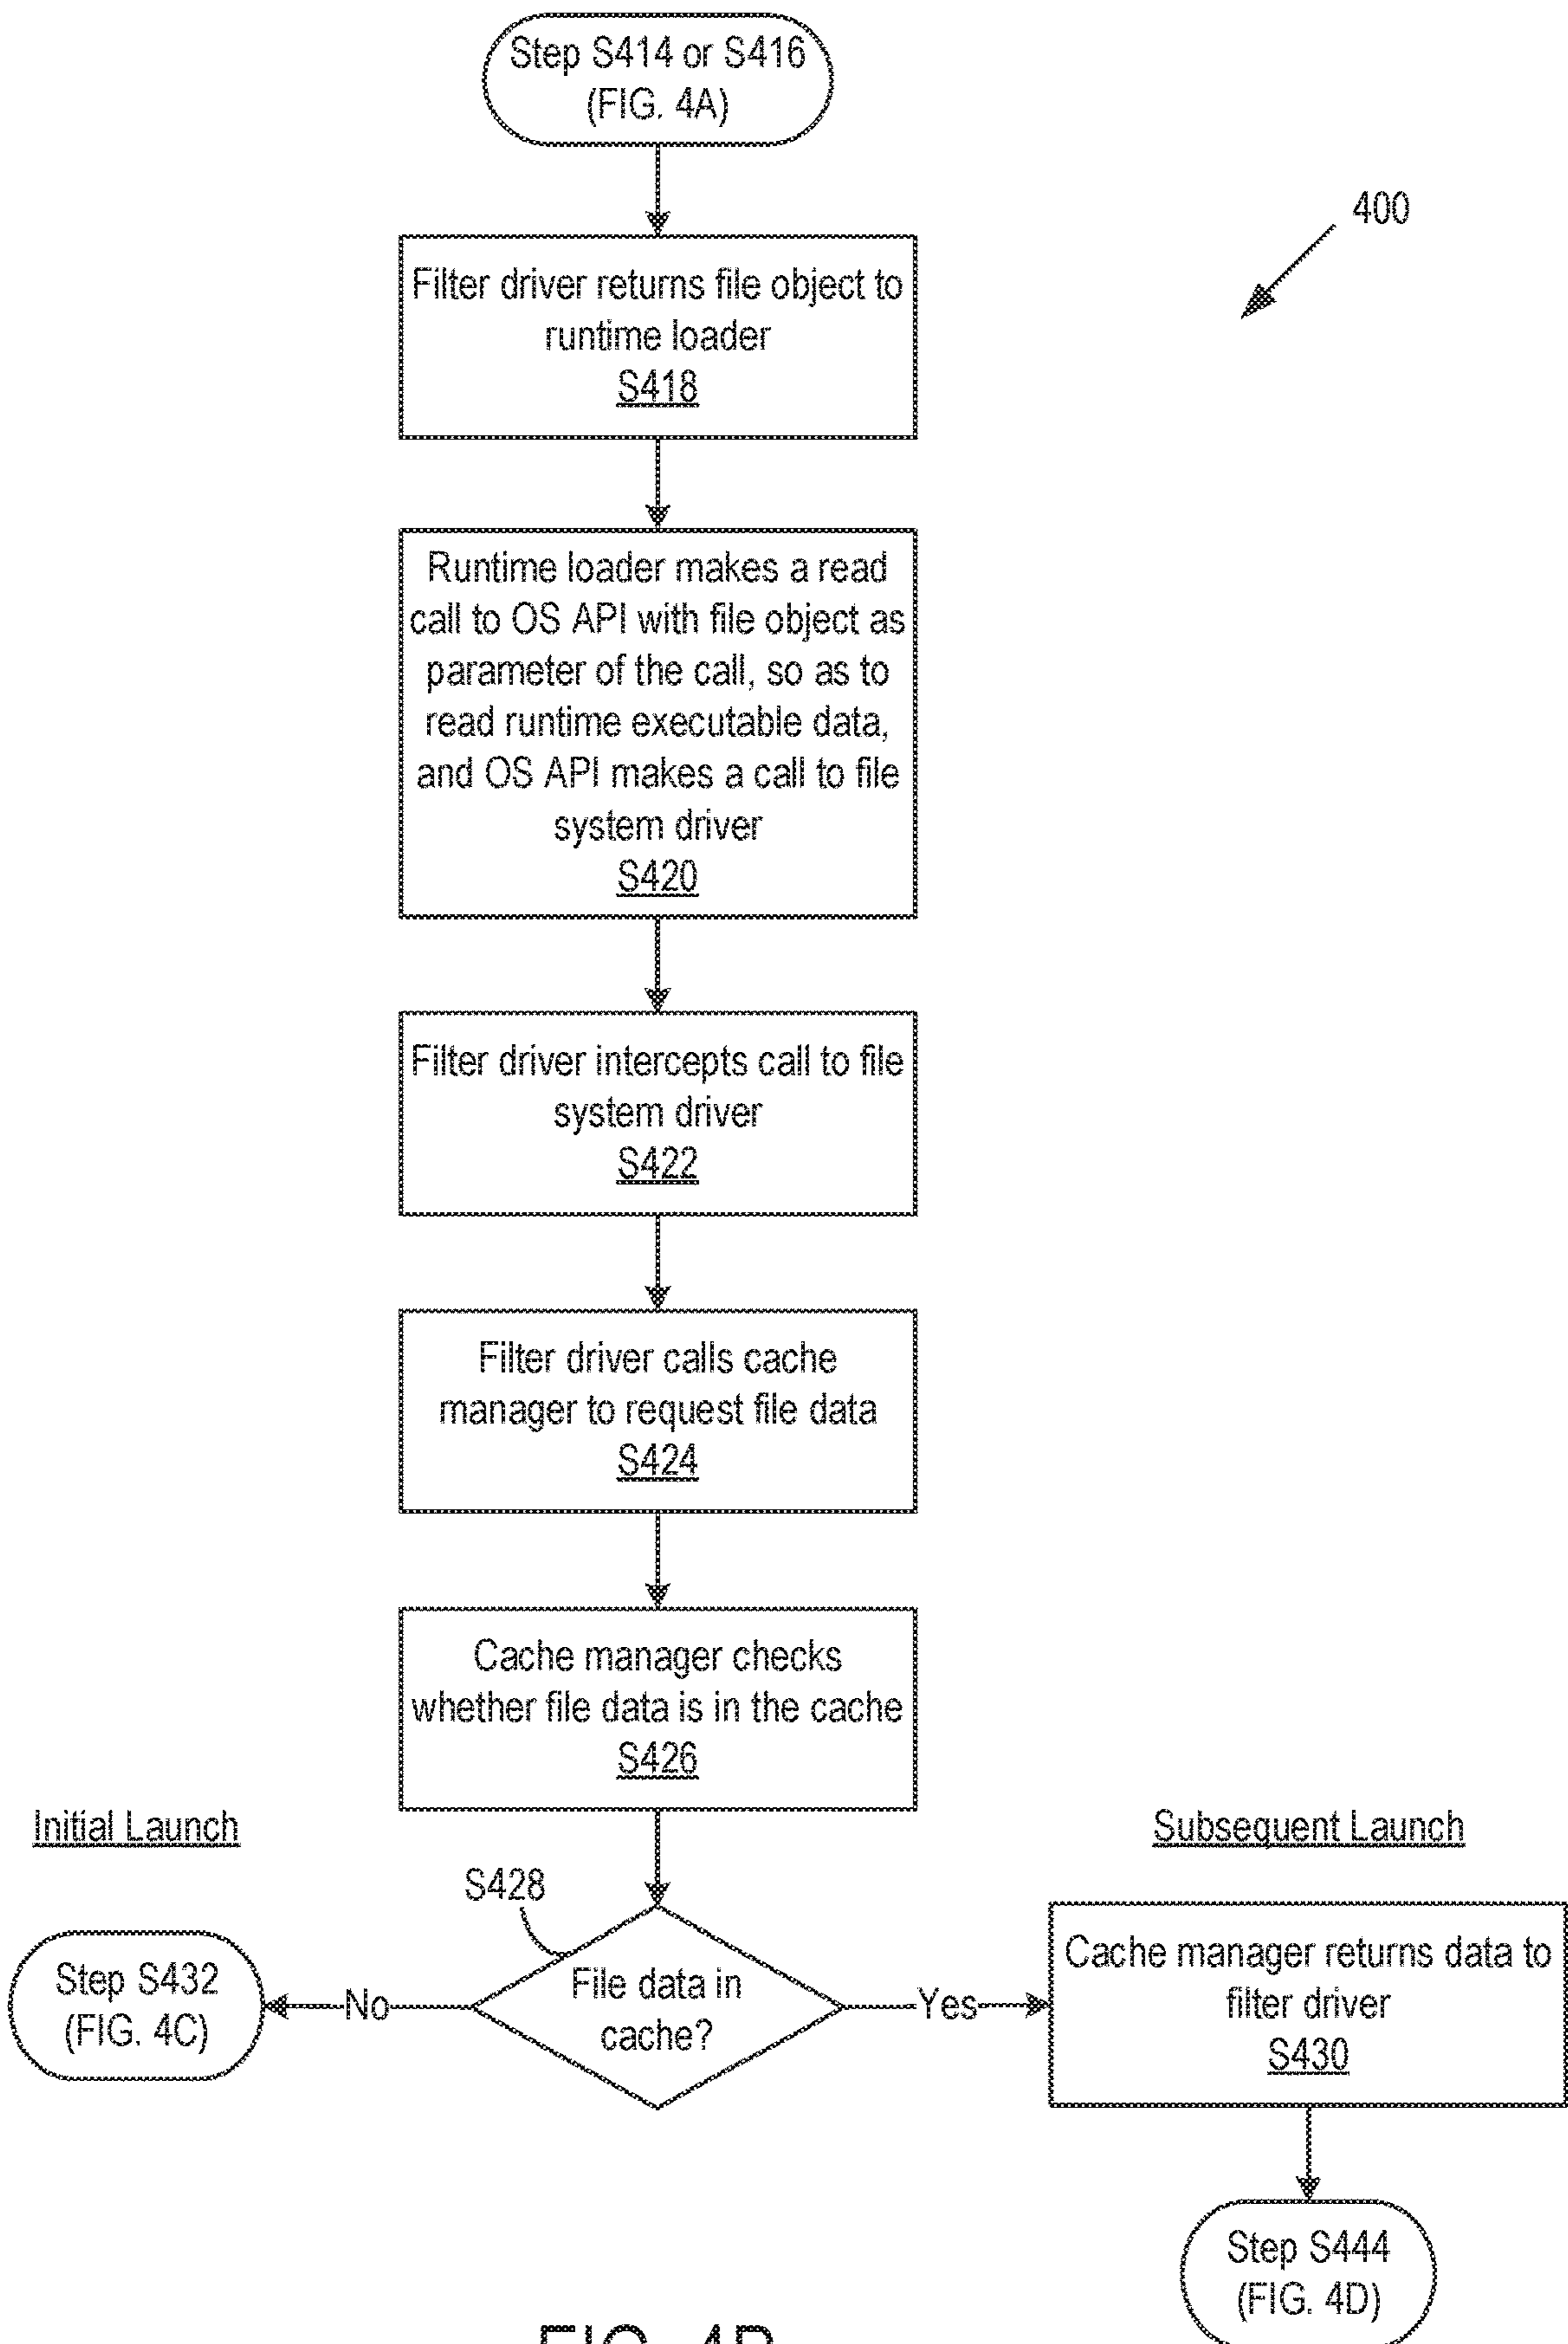 Step S414 or S416
(FIG. 4A)
400
Filter driver returns file object to
runtime loader
S418
Runtime loader makes a read
call to OS API with file object as
parameter of the call, so as to
read runtime executable data,
and OS API makes a call to file
system driver
S420
Filter driver intercepts call to file
system driver
S422
Filter driver calls cache
manager to request file data
S424
Cache manager checks
whether file data is in the cache
S426
Initial Launch
Subsequent Launch
S428
Step S432
(FIG. 4C)
No
File data in
cache?
Yes
Cache manager returns data to
filter driver
S430
Step S444
(FIG. 4D)
FIG. 4B